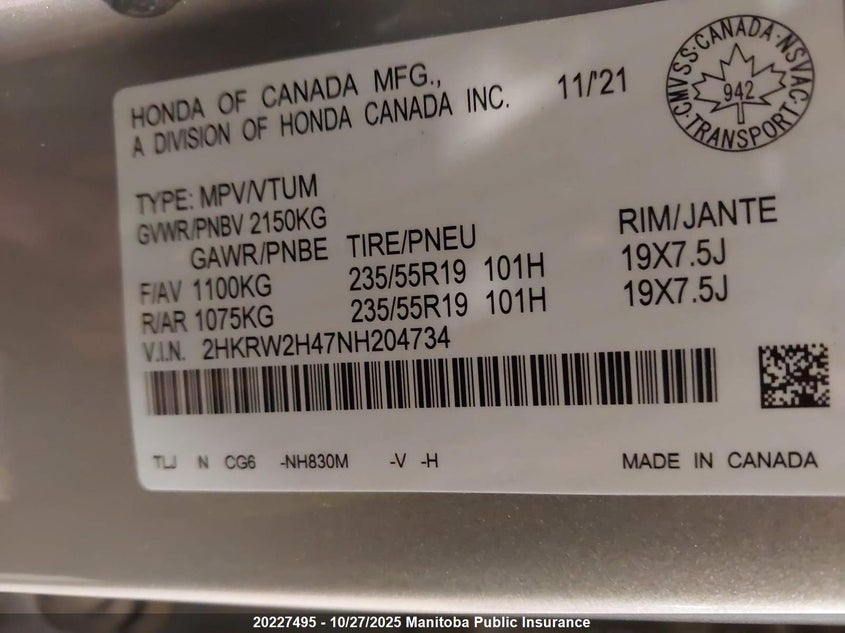 HONDA OF CANADA MFG.,
A DIVISION OF HONDA CANADA INC.
11/'21
CMVSS·CANADA·NSVAC·TRANSPORT·
942
TYPE: MPV/VTUM
GVWR/PNBV 2150KG
GAWR/PNBE TIRE/PNEU RIM/JANTE
F/AV 1100KG 235/55R19 101H 19X7.5J
R/AR 1075KG 235/55R19 101H 19X7.5J
V.I.N. 2HKRW2H47NH204734
TLJ N CG6 -NH830M -V -H MADE IN CANADA
20227495 - 10/27/2025 Manitoba Public Insurance